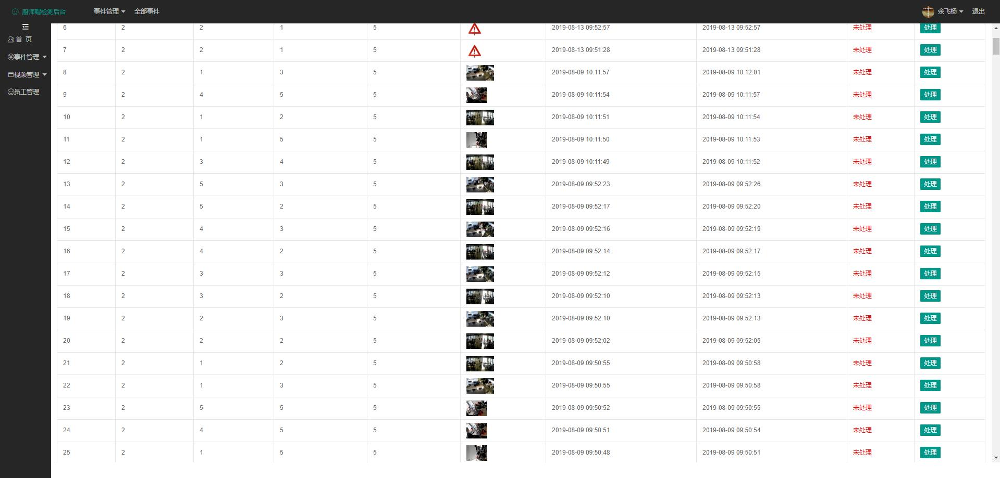 厨师帽检测后台 事件管理 全部事件 余飞杨 退出
首 页
事件管理
视频管理
员工管理
6 2 2 1 5 2019-08-13 09:52:57 2019-08-13 09:52:57 未处理 处理
7 2 2 1 5 2019-08-13 09:51:28 2019-08-13 09:51:28 未处理 处理
8 2 1 3 5 2019-08-09 10:11:57 2019-08-09 10:12:01 未处理 处理
9 2 4 5 5 2019-08-09 10:11:54 2019-08-09 10:11:57 未处理 处理
10 2 1 2 5 2019-08-09 10:11:51 2019-08-09 10:11:54 未处理 处理
11 2 1 5 5 2019-08-09 10:11:50 2019-08-09 10:11:53 未处理 处理
12 2 3 4 5 2019-08-09 10:11:49 2019-08-09 10:11:52 未处理 处理
13 2 5 3 5 2019-08-09 09:52:23 2019-08-09 09:52:26 未处理 处理
14 2 5 2 5 2019-08-09 09:52:17 2019-08-09 09:52:20 未处理 处理
15 2 4 3 5 2019-08-09 09:52:16 2019-08-09 09:52:19 未处理 处理
16 2 4 2 5 2019-08-09 09:52:14 2019-08-09 09:52:17 未处理 处理
17 2 3 3 5 2019-08-09 09:52:12 2019-08-09 09:52:15 未处理 处理
18 2 3 2 5 2019-08-09 09:52:10 2019-08-09 09:52:13 未处理 处理
19 2 2 3 5 2019-08-09 09:52:10 2019-08-09 09:52:13 未处理 处理
20 2 2 2 5 2019-08-09 09:52:02 2019-08-09 09:52:05 未处理 处理
21 2 1 2 5 2019-08-09 09:50:55 2019-08-09 09:50:58 未处理 处理
22 2 1 3 5 2019-08-09 09:50:55 2019-08-09 09:50:58 未处理 处理
23 2 5 5 5 2019-08-09 09:50:52 2019-08-09 09:50:55 未处理 处理
24 2 4 5 5 2019-08-09 09:50:51 2019-08-09 09:50:54 未处理 处理
25 2 1 5 5 2019-08-09 09:50:48 2019-08-09 09:50:51 未处理 处理